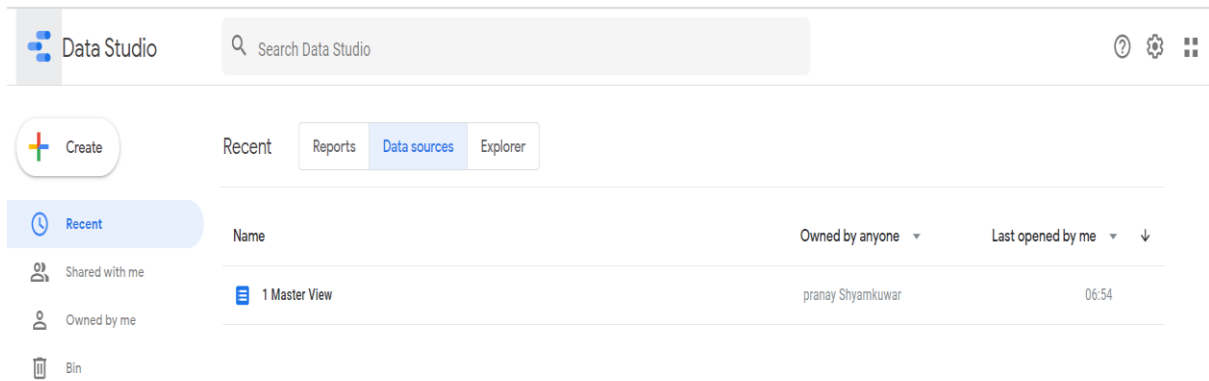 Data Studio
Search Data Studio
Create
Recent
Reports
Data sources
Explorer
Recent
Shared with me
Owned by me
Bin
Name
Owned by anyone
Last opened by me
1 Master View
pranay Shyamkuwar
06:54